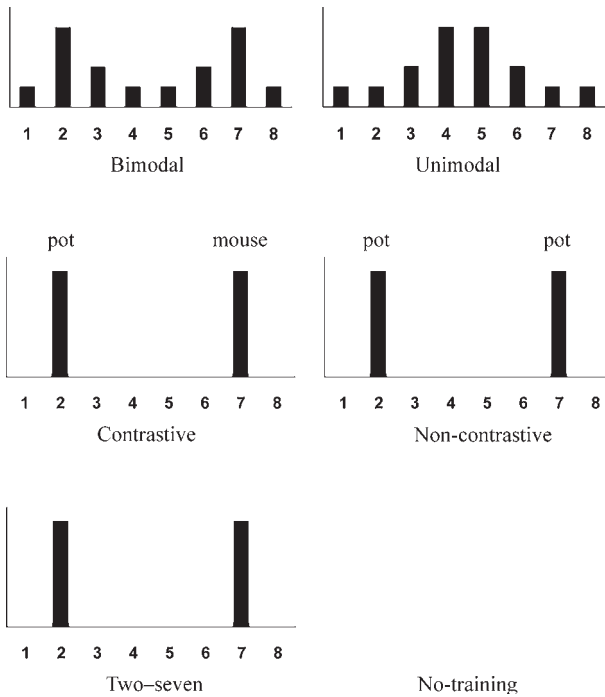 1 2 3 4 5 6 7 8
Bimodal
1 2 3 4 5 6 7 8
Unimodal
pot mouse
1 2 3 4 5 6 7 8
Contrastive
pot pot
1 2 3 4 5 6 7 8
Non-contrastive
1 2 3 4 5 6 7 8
Two–seven
No-training